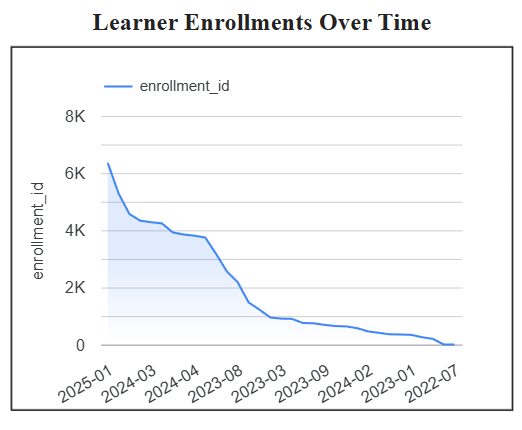 Learner Enrollments Over Time
enrollment_id
8K
6K
4K
2K
0
enrollment_id
2025-01
2024-03
2024-04
2023-08
2023-03
2023-09
2024-02
2023-01
2022-07